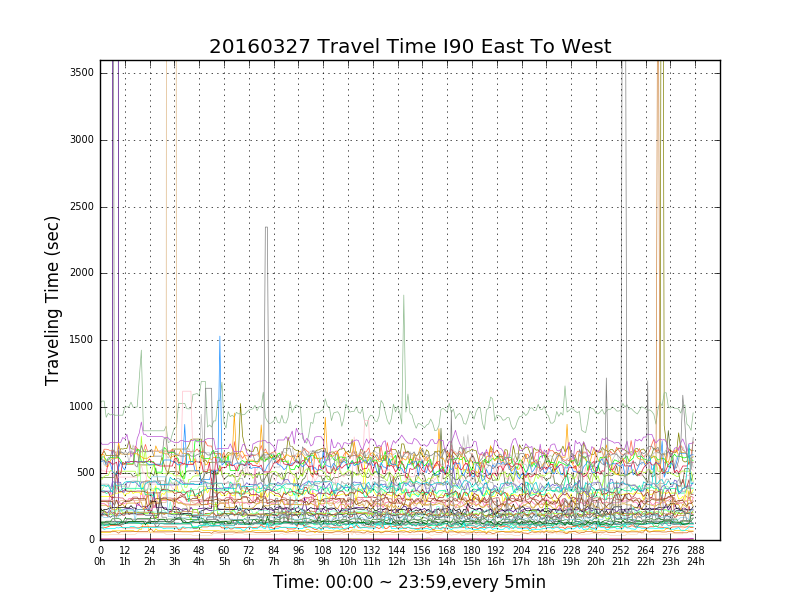 20160327 Travel Time I90 East To West
3500
3000
2500
2000
1500
1000
500
0
Traveling Time (sec)
0 12 24 36 48 60 72 84 96 108 120 132 144 156 168 180 192 204 216 228 240 252 264 276 288
0h 1h 2h 3h 4h 5h 6h 7h 8h 9h 10h 11h 12h 13h 14h 15h 16h 17h 18h 19h 20h 21h 22h 23h 24h
Time: 00:00 ~ 23:59,every 5min